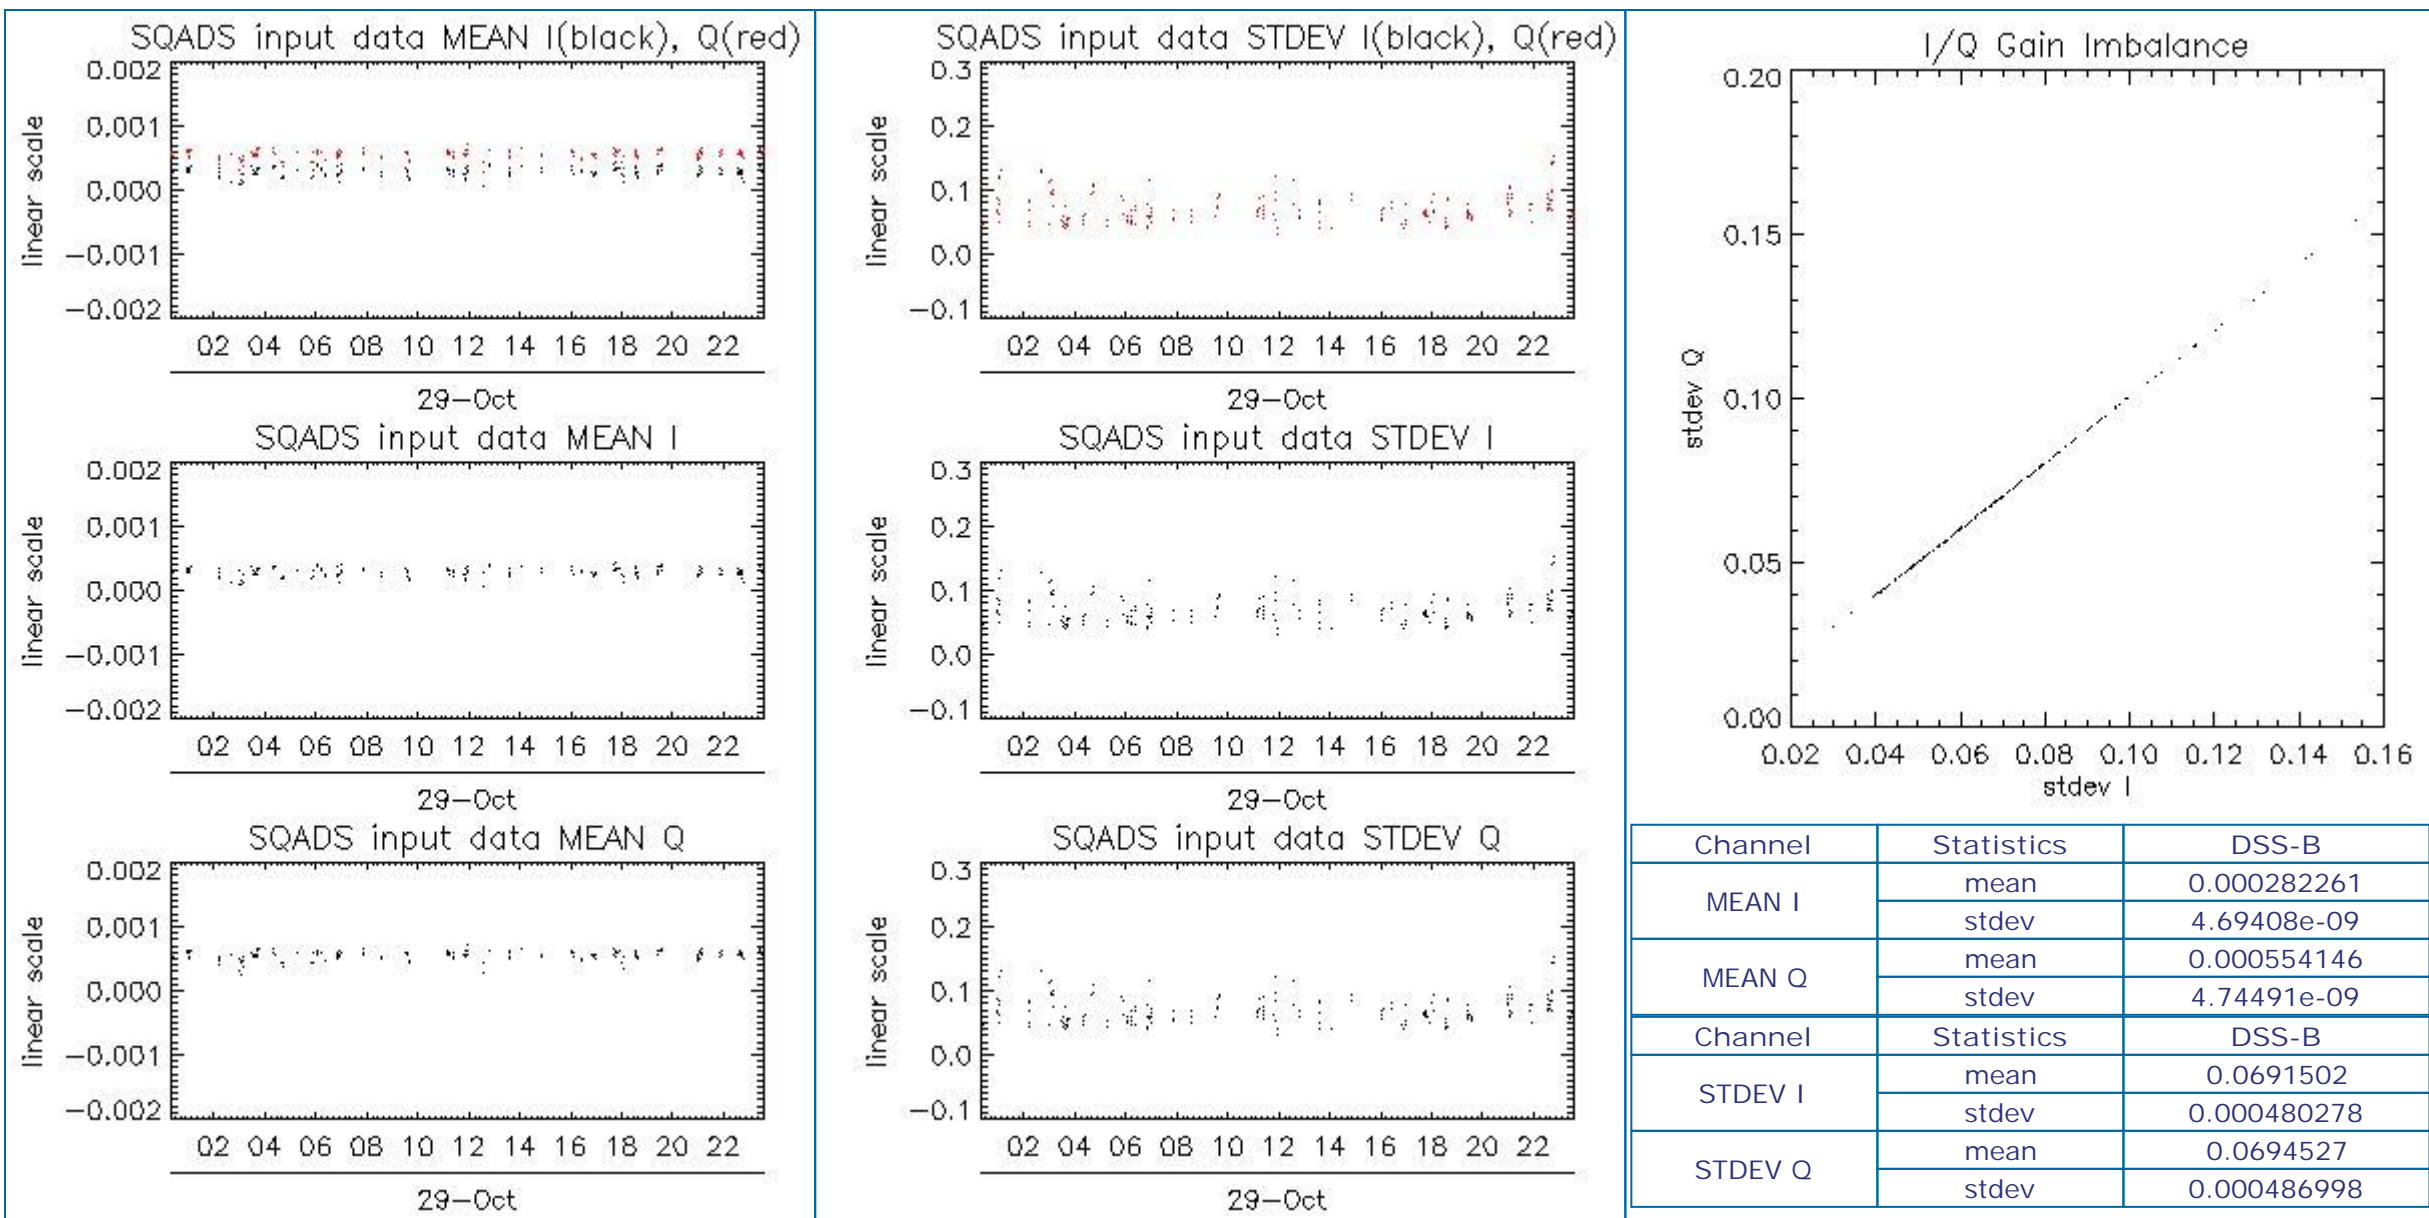 SQADS input data MEAN I(black), Q(red)
0.002
0.001
0.000
−0.001
−0.002
linear scale
02 04 06 08 10 12 14 16 18 20 22
29−Oct
SQADS input data MEAN I
0.002
0.001
0.000
−0.001
−0.002
linear scale
02 04 06 08 10 12 14 16 18 20 22
29−Oct
SQADS input data MEAN Q
0.002
0.001
0.000
−0.001
−0.002
linear scale
02 04 06 08 10 12 14 16 18 20 22
29−Oct
SQADS input data STDEV I(black), Q(red)
0.3
0.2
0.1
0.0
−0.1
linear scale
02 04 06 08 10 12 14 16 18 20 22
29−Oct
SQADS input data STDEV I
0.3
0.2
0.1
0.0
−0.1
linear scale
02 04 06 08 10 12 14 16 18 20 22
29−Oct
SQADS input data STDEV Q
0.3
0.2
0.1
0.0
−0.1
linear scale
02 04 06 08 10 12 14 16 18 20 22
29−Oct
I/Q Gain Imbalance
0.20
0.15
0.10
0.05
0.00
stdev Q
0.02 0.04 0.06 0.08 0.10 0.12 0.14 0.16
stdev I
Channel Statistics DSS-B
MEAN I mean 0.000282261
stdev 4.69408e-09
MEAN Q mean 0.000554146
stdev 4.74491e-09
Channel Statistics DSS-B
STDEV I mean 0.0691502
stdev 0.000480278
STDEV Q mean 0.0694527
stdev 0.000486998